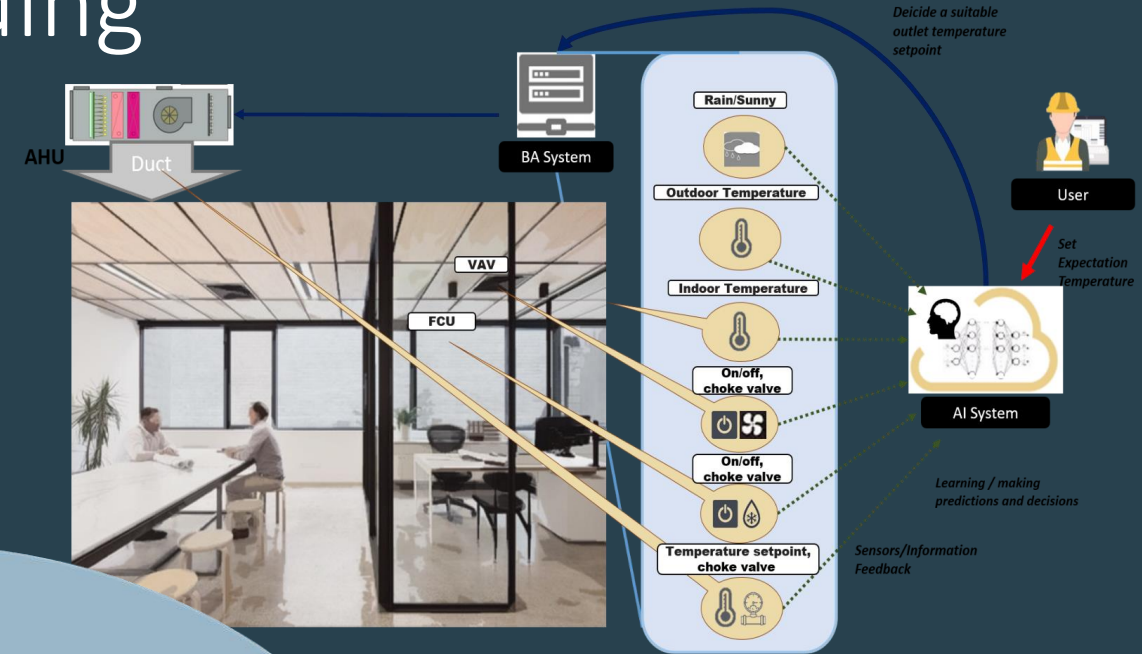 Deicide a suitable
outlet temperature
setpoint
Rain/Sunny
AHU
Duct
BA System
User
Outdoor Temperature
Set
Expectation
Temperature
VAV
Indoor Temperature
FCU
On/off,
choke valve
AI System
On/off,
choke valve
Learning / making
predictions and decisions
Temperature setpoint,
choke valve
Sensors/Information
Feedback